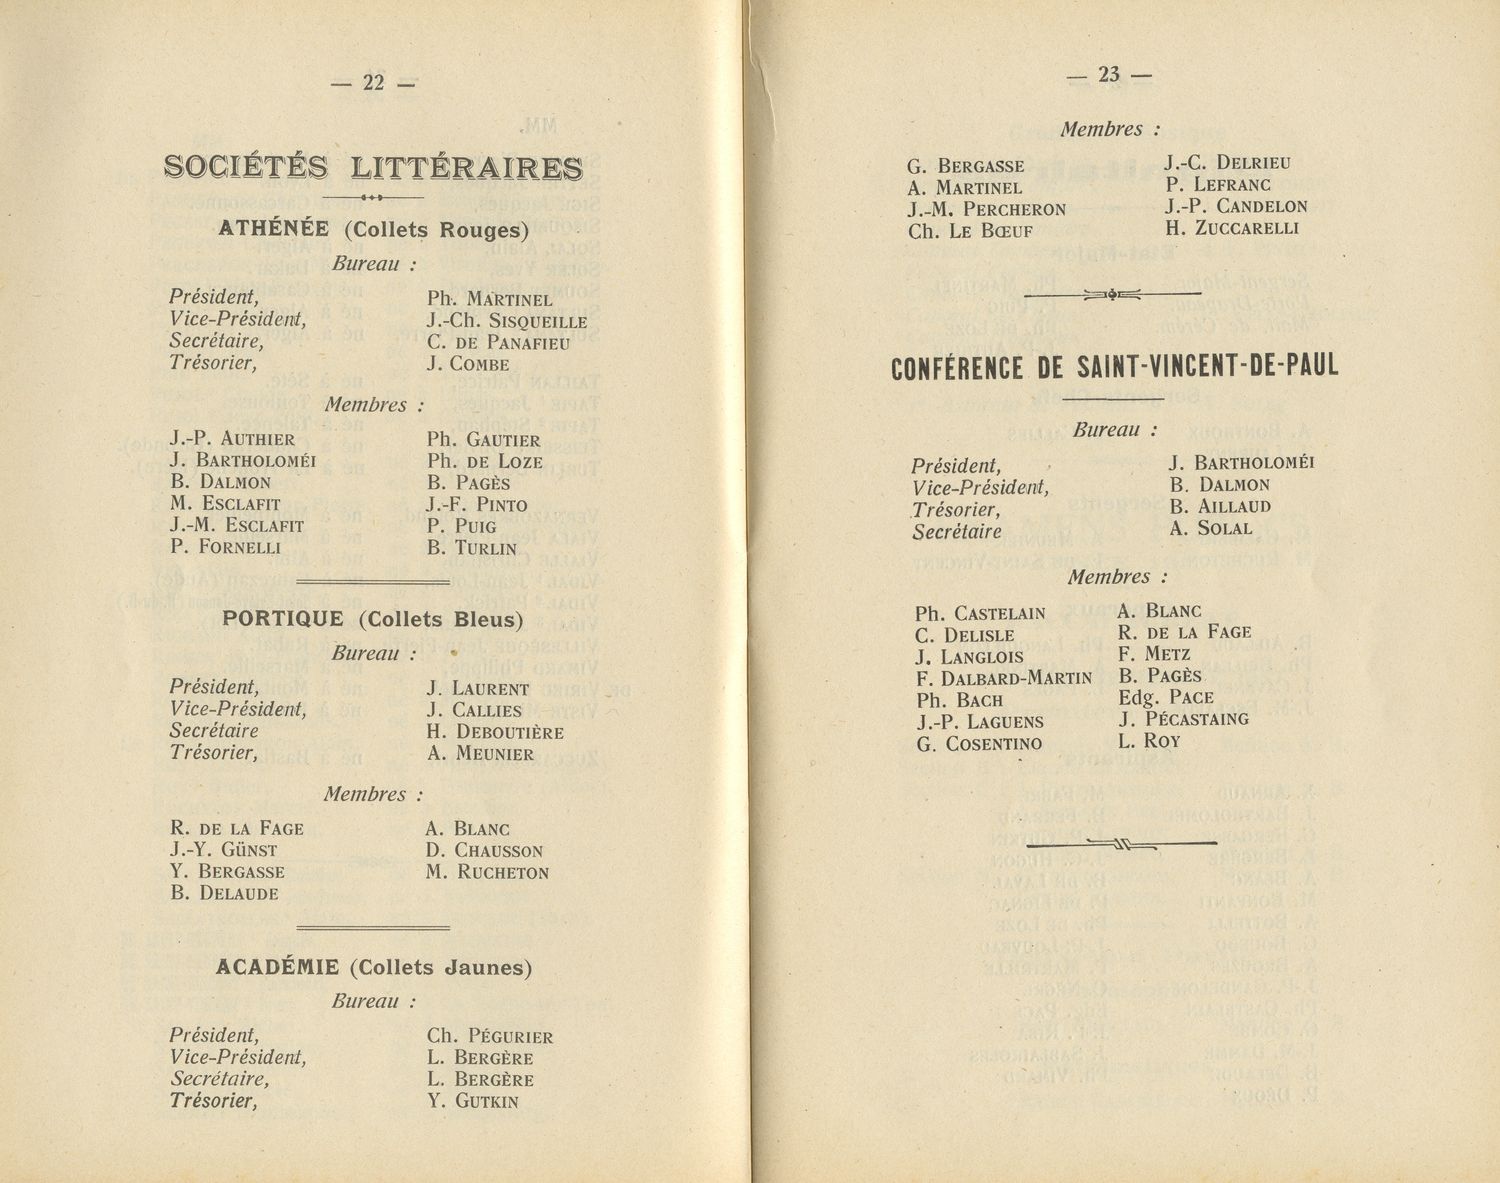 — 22 —
SOCIÉTÉS LITTÉRAIRES
ATHÉNÉE (Collets Rouges)
Bureau :
Président, Ph. MARTINEL
Vice-Président, J.-Ch. SISQUEILLE
Secrétaire, C. DE PANAFIEU
Trésorier, J. COMBE
Membres :
J.-P. AUTHIER Ph. GAUTIER
J. BARTHOLOMÉI Ph. DE LOZE
B. DALMON B. PAGÈS
M. ESCLAFIT J.-F. PINTO
J.-M. ESCLAFIT P. PUIG
P. FORNELLI B. TURLIN
PORTIQUE (Collets Bleus)
Bureau :
Président, J. LAURENT
Vice-Président, J. CALLIES
Secrétaire H. DEBOUTIÈRE
Trésorier, A. MEUNIER
Membres :
R. DE LA FAGE A. BLANC
J.-Y. GÜNST D. CHAUSSON
Y. BERGASSE M. RUCHETON
B. DELAUDE
ACADÉMIE (Collets Jaunes)
Bureau :
Président, Ch. PÉGURIER
Vice-Président, L. BERGÈRE
Secrétaire, L. BERGÈRE
Trésorier, Y. GUTKIN
— 23 —
Membres :
G. BERGASSE J.-C. DELRIEU
A. MARTINEL P. LEFRANC
J.-M. PERCHERON J.-P. CANDELON
Ch. LE BŒUF H. ZUCCARELLI
CONFÉRENCE DE SAINT-VINCENT-DE-PAUL
Bureau :
Président, J. BARTHOLOMÉI
Vice-Président, B. DALMON
Trésorier, B. AILLAUD
Secrétaire A. SOLAL
Membres :
Ph. CASTELAIN A. BLANC
C. DELISLE R. DE LA FAGE
J. LANGLOIS F. METZ
F. DALBARD-MARTIN B. PAGÈS
Ph. BACH Edg. PACE
J.-P. LAGUENS J. PÉCASTAING
G. COSENTINO L. ROY